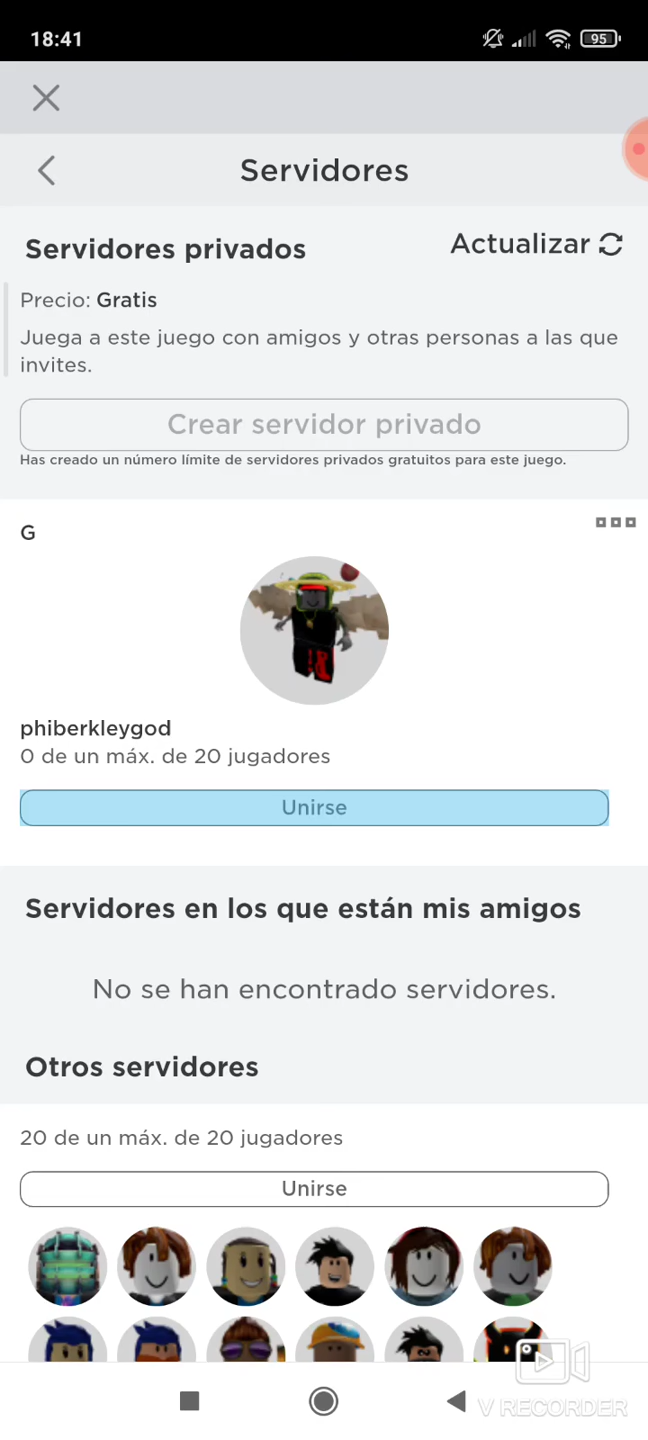 18:41
95
Servidores
Servidores privados
Actualizar
Precio: Gratis
Juega a este juego con amigos y otras personas a las que
invites.
Crear servidor privado
Has creado un número límite de servidores privados gratuitos para este juego.
G
phiberkleygod
0 de un máx. de 20 jugadores
Unirse
Servidores en los que están mis amigos
No se han encontrado servidores.
Otros servidores
20 de un máx. de 20 jugadores
Unirse
V RECORDER